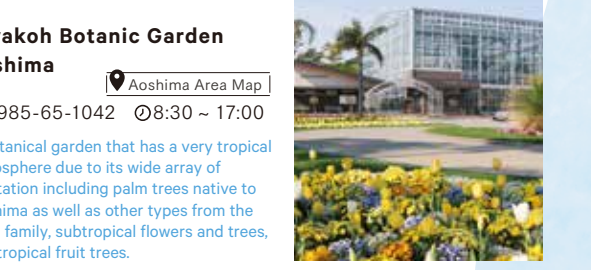 akoh Botanic Garden
shima
Aoshima Area Map
985-65-1042 8:30 ~ 17:00
tanical garden that has a very tropical
osphere due to its wide array of
tation including palm trees native to
hima as well as other types from the
family, subtropical flowers and trees,
tropical fruit trees.